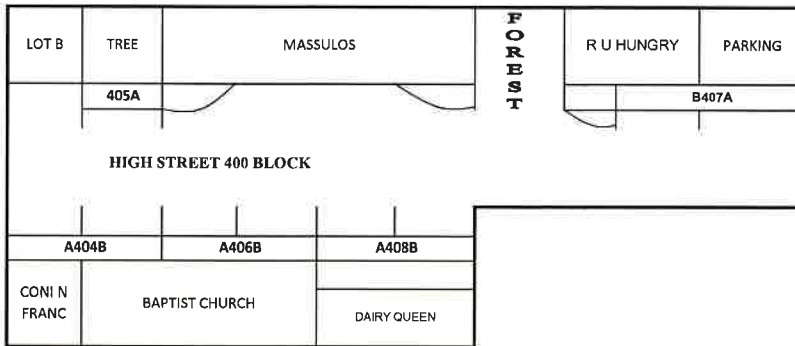 LOT B
TREE
MASSULOS
FOREST
R U HUNGRY
PARKING
405A
B407A
HIGH STREET 400 BLOCK
A404B
A406B
A408B
CONI N
FRANC
BAPTIST CHURCH
DAIRY QUEEN